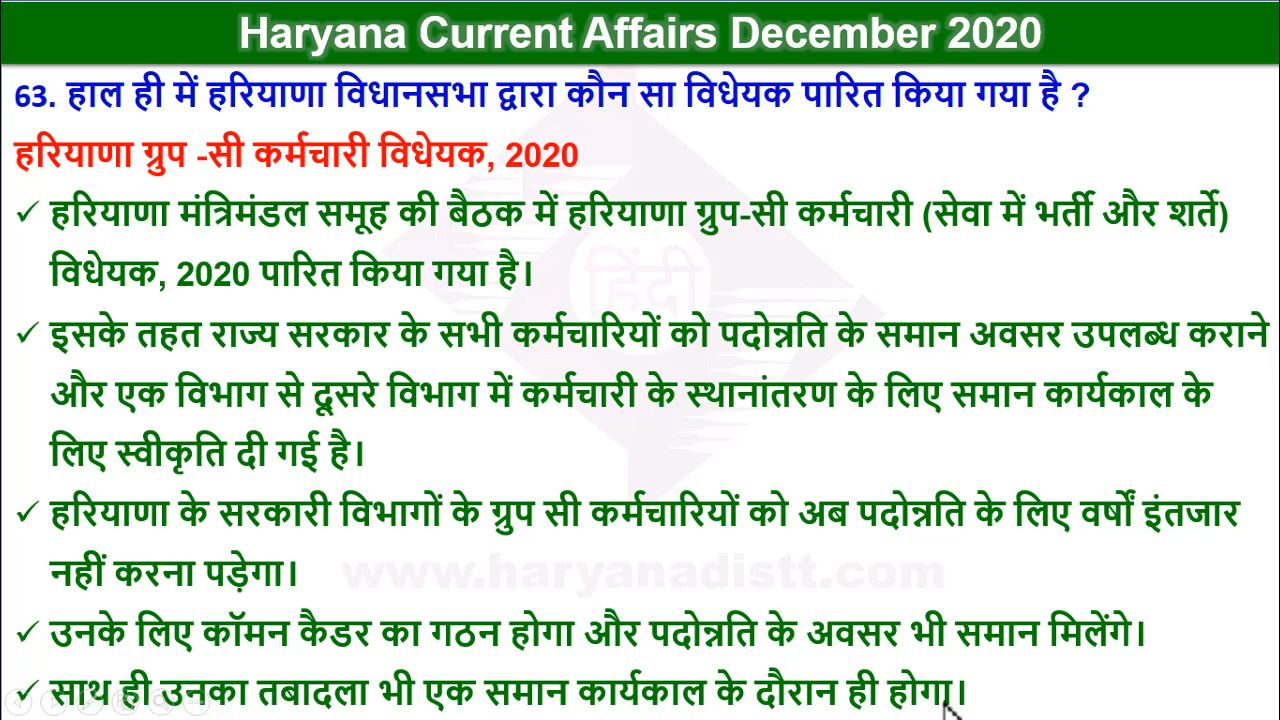 Haryana Current Affairs December 2020
63. हाल ही में हरियाणा विधानसभा द्वारा कौन सा विधेयक पारित किया गया है ?
हरियाणा ग्रुप -सी कर्मचारी विधेयक, 2020
✓ हरियाणा मंत्रिमंडल समूह की बैठक में हरियाणा ग्रुप-सी कर्मचारी (सेवा में भर्ती और शर्ते)
विधेयक, 2020 पारित किया गया है।
✓ इसके तहत राज्य सरकार के सभी कर्मचारियों को पदोन्नति के समान अवसर उपलब्ध कराने
और एक विभाग से दूसरे विभाग में कर्मचारी के स्थानांतरण के लिए समान कार्यकाल के
लिए स्वीकृति दी गई है।
✓ हरियाणा के सरकारी विभागों के ग्रुप सी कर्मचारियों को अब पदोन्नति के लिए वर्षों इंतजार
नहीं करना पड़ेगा।
✓ उनके लिए कॉमन कैडर का गठन होगा और पदोन्नति के अवसर भी समान मिलेंगे।
✓ साथ ही उनका तबादला भी एक समान कार्यकाल के दौरान ही होगा।
हिंदी
www.haryanadistt.com